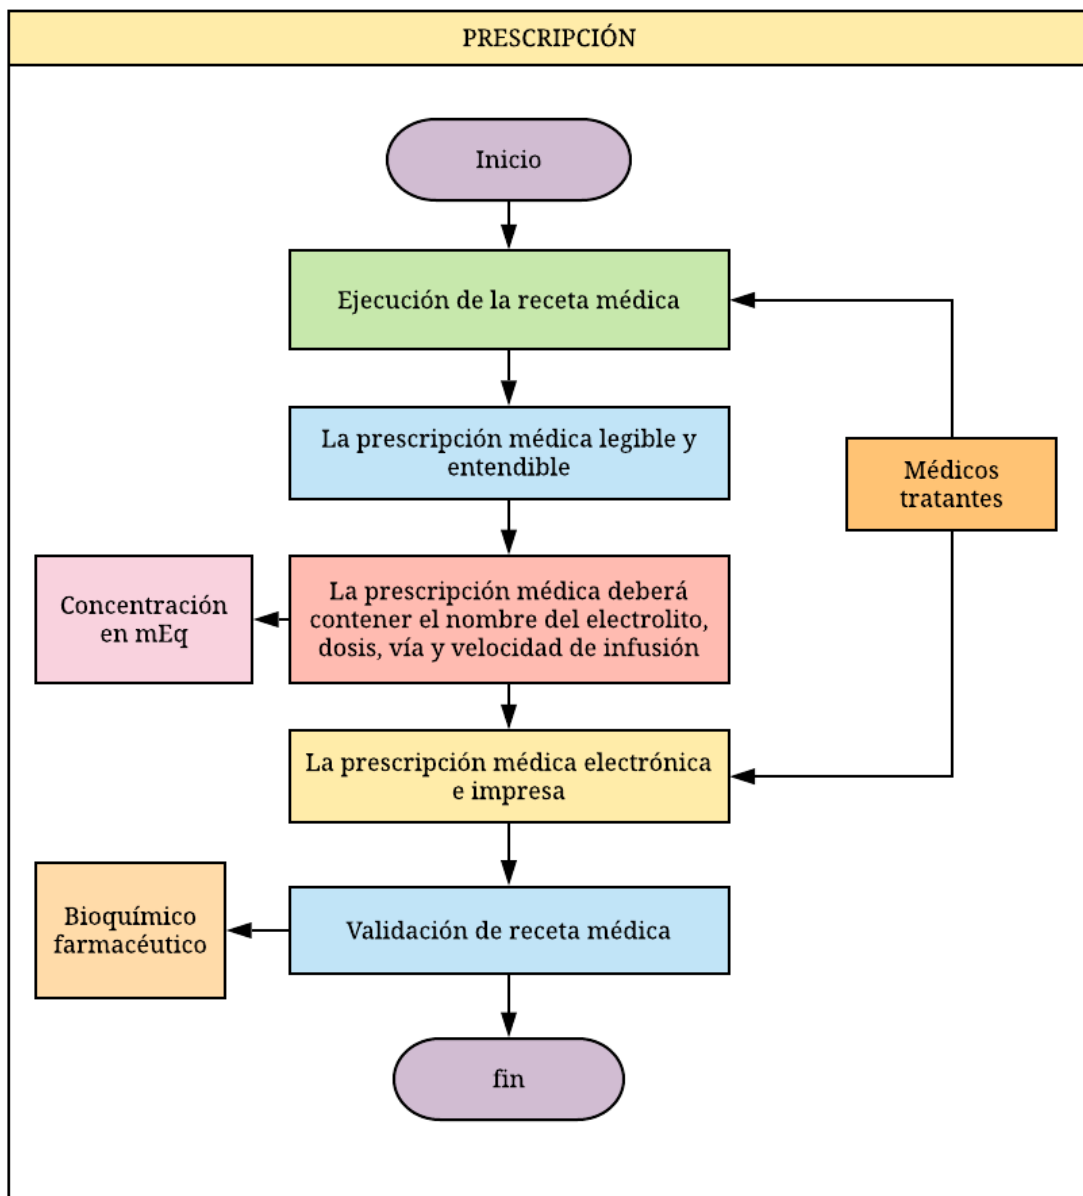 PRESCRIPCIÓN
Inicio
Ejecución de la receta médica
La prescripción médica legible y
entendible
Médicos
tratantes
Concentración
en mEq
La prescripción médica deberá
contener el nombre del electrolito,
dosis, vía y velocidad de infusión
La prescripción médica electrónica
e impresa
Bioquímico
farmacéutico
Validación de receta médica
fin